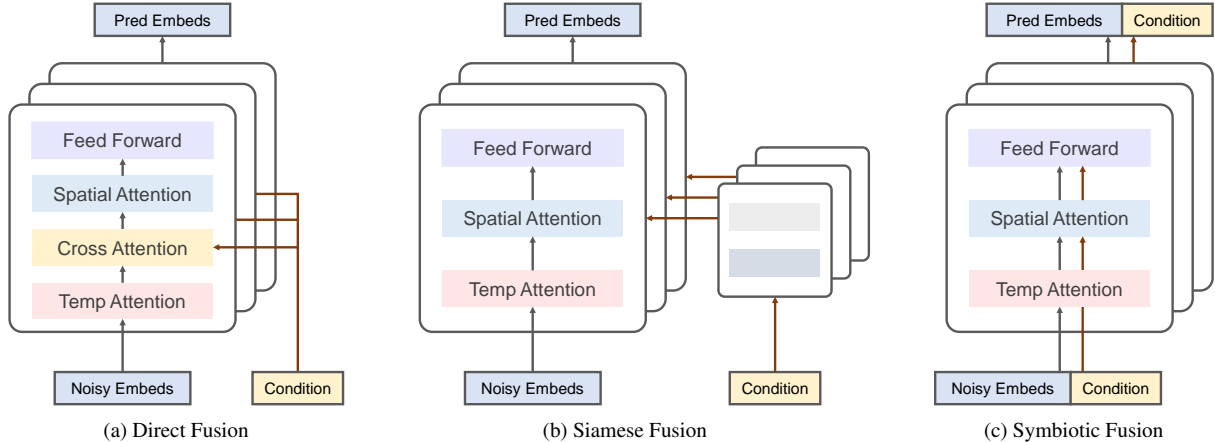 Pred Embeds
Feed Forward
Spatial Attention
Cross Attention
Temp Attention
Noisy Embeds
Condition
(a) Direct Fusion
Pred Embeds
Feed Forward
Spatial Attention
Temp Attention
Noisy Embeds
Condition
(b) Siamese Fusion
Pred Embeds
Condition
Feed Forward
Spatial Attention
Temp Attention
Noisy Embeds
Condition
(c) Symbiotic Fusion